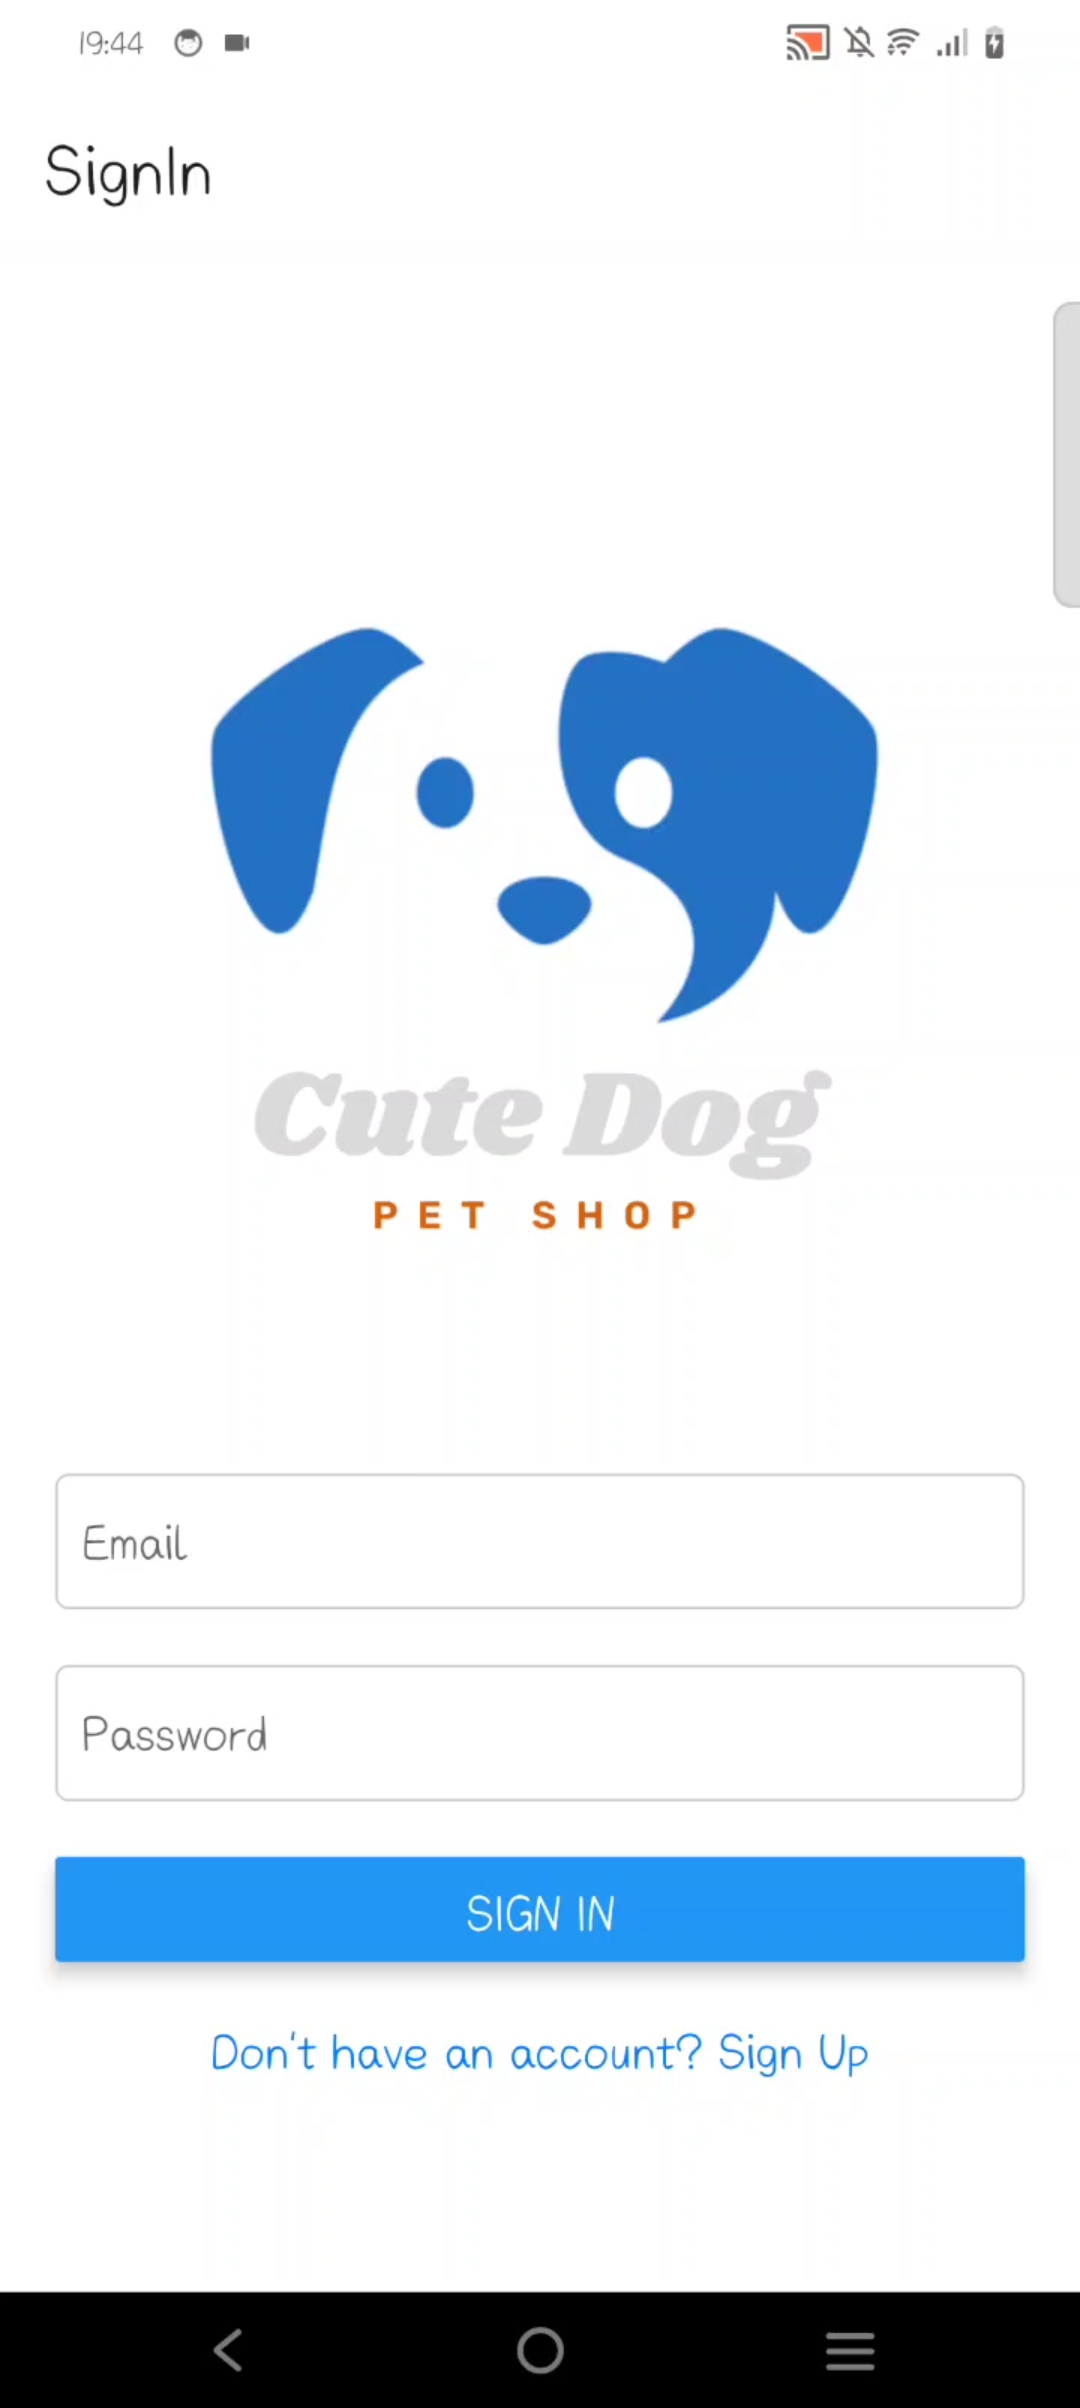 19:44
SignIn
Cute Dog
PET SHOP
Email
Password
SIGN IN
Don't have an account? Sign Up